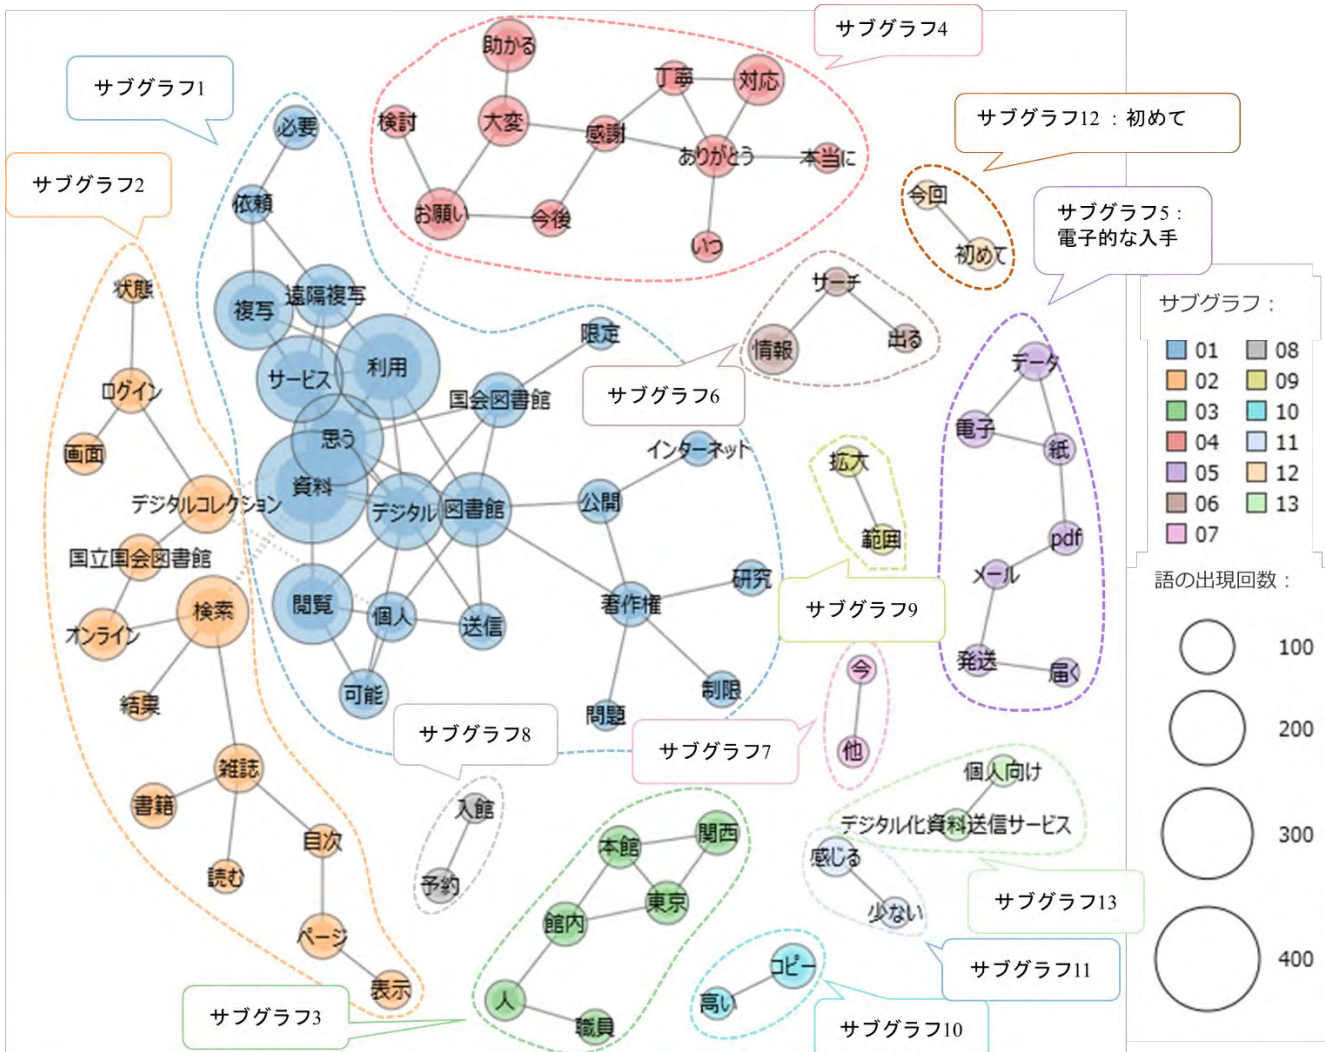 サブグラフ4
サブグラフ1
サブグラフ2
サブグラフ12 ：初めて
サブグラフ5：
電子的な入手
助かる
丁寧
対応
検討
大変
感謝
ありがとう
本当に
お願い
今後
いつ
今回
初めて
必要
依頼
複写
遠隔複写
サービス
利用
思う
資料
国会図書館
限定
デジタル
図書館
公開
インターネット
閲覧
個人
送信
可能
著作権
研究
問題
制限
状態
ログイン
画面
デジタルコレクション
国立国会図書館
検索
オンライン
結果
雑誌
書籍
読む
目次
ページ
表示
サーチ
情報
出る
サブグラフ6
拡大
範囲
サブグラフ9
データ
電子
紙
pdf
メール
発送
届く
今
他
サブグラフ7
サブグラフ8
入館
予約
本館
関西
東京
館内
人
職員
サブグラフ3
個人向け
デジタル化資料送信サービス
サブグラフ13
感じる
少ない
サブグラフ11
コピー
高い
サブグラフ10
サブグラフ：
01 08
02 09
03 10
04 11
05 12
06 13
07
語の出現回数：
100
200
300
400